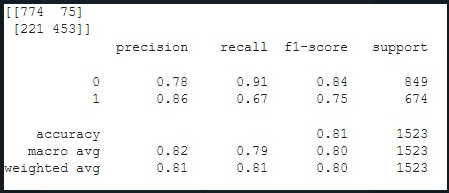 [[774  75]
 [221 453]]
              precision    recall  f1-score   support

           0       0.78      0.91      0.84       849
           1       0.86      0.67      0.75       674

    accuracy                           0.81      1523
   macro avg       0.82      0.79      0.80      1523
weighted avg       0.81      0.81      0.80      1523